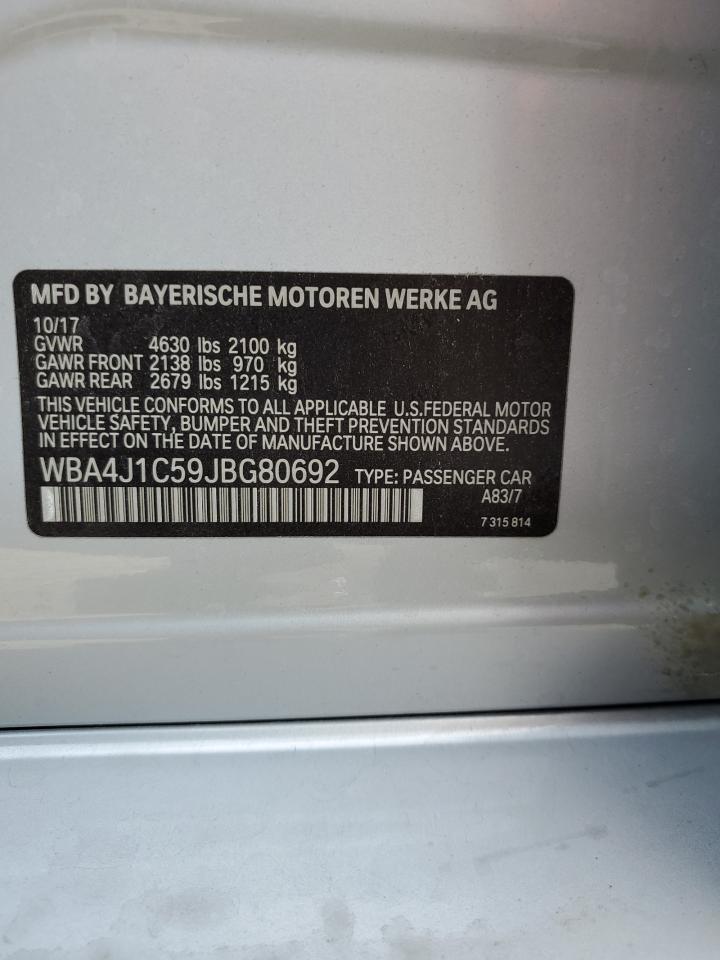 MFD BY BAYERISCHE MOTOREN WERKE AG
10/17
GVWR 4630 lbs 2100 kg
GAWR FRONT 2138 lbs 970 kg
GAWR REAR 2679 lbs 1215 kg
THIS VEHICLE CONFORMS TO ALL APPLICABLE U.S.FEDERAL MOTOR
VEHICLE SAFETY, BUMPER AND THEFT PREVENTION STANDARDS
IN EFFECT ON THE DATE OF MANUFACTURE SHOWN ABOVE.
WBA4J1C59JBG80692 TYPE: PASSENGER CAR
A83/7
7 315 814